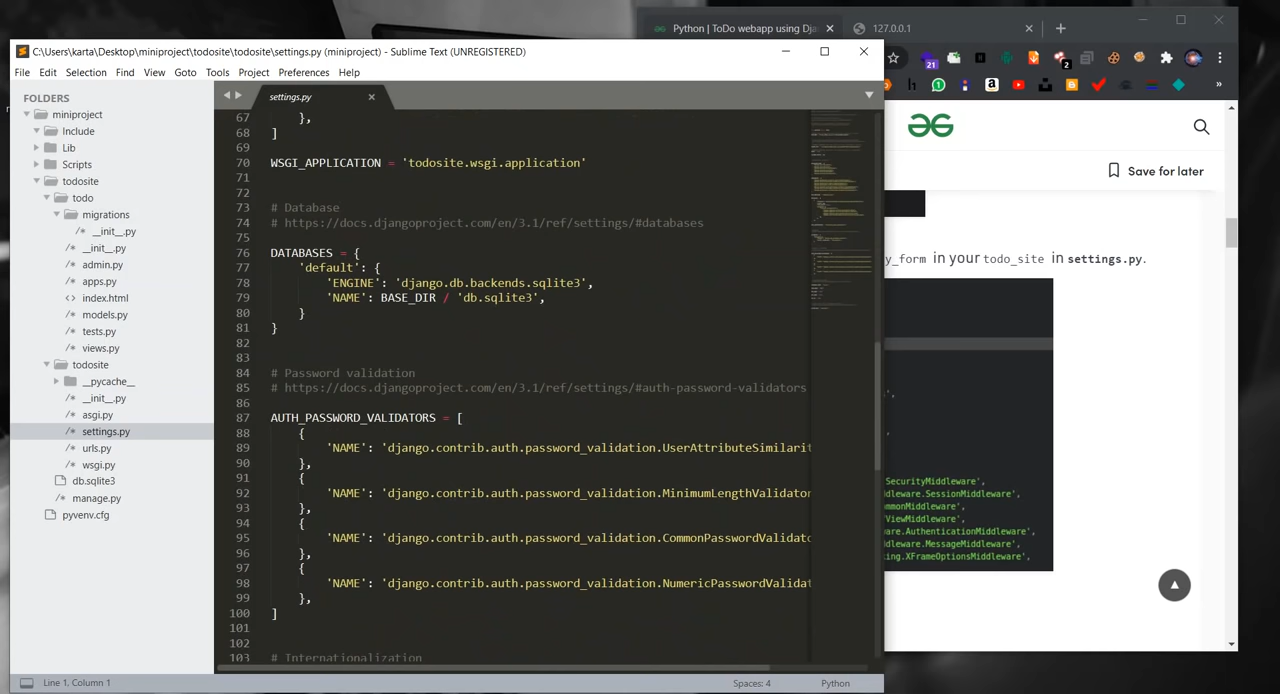 Python | ToDo webapp using Dj
127.0.0.1
C:\Users\karta\Desktop\miniproject\todosite\todosite\settings.py (miniproject) - Sublime Text (UNREGISTERED)
File Edit Selection Find View Goto Tools Project Preferences Help
21
2
FOLDERS
miniproject
Include
Lib
Scripts
todosite
todo
migrations
/* __init__.py
/* __init__.py
/* admin.py
/* apps.py
<> index.html
/* models.py
/* tests.py
/* views.py
todosite
__pycache__
/* __init__.py
/* asgi.py
/* settings.py
/* urls.py
/* wsgi.py
db.sqlite3
/* manage.py
pyvenv.cfg
settings.py
67 },
68 ]
69
70 WSGI_APPLICATION = 'todosite.wsgi.application'
71
72
73 # Database
74 # https://docs.djangoproject.com/en/3.1/ref/settings/#databases
75
76 DATABASES = {
77 'default': {
78 'ENGINE': 'django.db.backends.sqlite3',
79 'NAME': BASE_DIR / 'db.sqlite3',
80 }
81 }
82
83
84 # Password validation
85 # https://docs.djangoproject.com/en/3.1/ref/settings/#auth-password-validators
86
87 AUTH_PASSWORD_VALIDATORS = [
88 {
89 'NAME': 'django.contrib.auth.password_validation.UserAttributeSimilarit
90 },
91 {
92 'NAME': 'django.contrib.auth.password_validation.MinimumLengthValidator
93 },
94 {
95 'NAME': 'django.contrib.auth.password_validation.CommonPasswordValidato
96 },
97 {
98 'NAME': 'django.contrib.auth.password_validation.NumericPasswordValidat
99 },
100 ]
101
102
103 # Internationalization
Line 1, Column 1
Spaces: 4
Python
Save for later
y_form in your todo_site in settings.py.
SecurityMiddleware',
dleware.SessionMiddleware',
mmonMiddleware',
ViewMiddleware',
ware.AuthenticationMiddleware',
dleware.MessageMiddleware',
king.XFrameOptionsMiddleware',